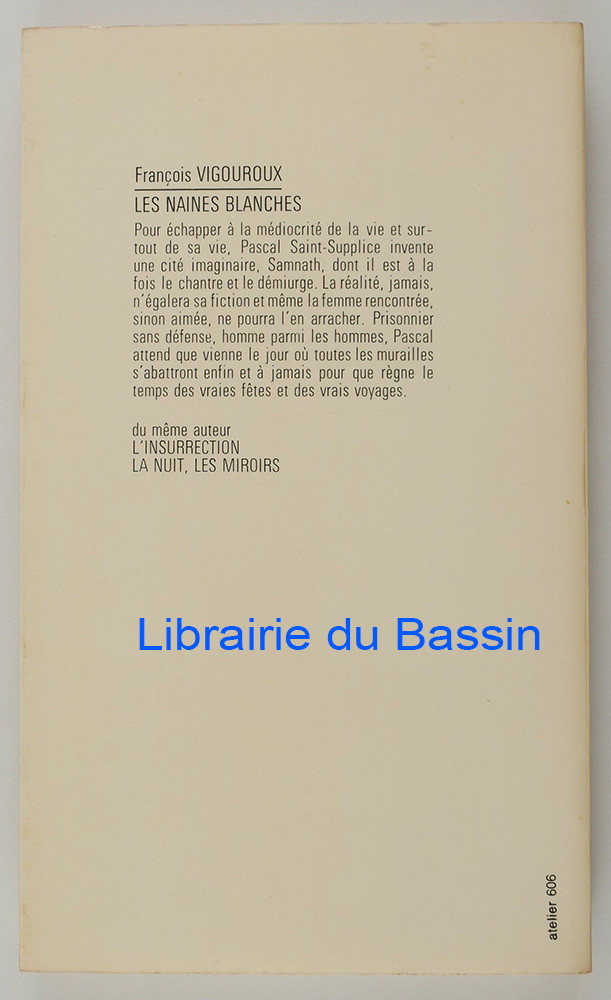 François VIGOUROUX
LES NAINES BLANCHES
Pour échapper à la médiocrité de la vie et sur-
tout de sa vie, Pascal Saint-Supplice invente
une cité imaginaire, Samnath, dont il est à la
fois le chantre et le démiurge. La réalité, jamais,
n'égalera sa fiction et même la femme rencontrée,
sinon aimée, ne pourra l'en arracher. Prisonnier
sans défense, homme parmi les hommes, Pascal
attend que vienne le jour où toutes les murailles
s'abattront enfin et à jamais pour que règne le
temps des vraies fêtes et des vrais voyages.
du même auteur
L'INSURRECTION
LA NUIT, LES MIROIRS
Librairie du Bassin
atelier 606